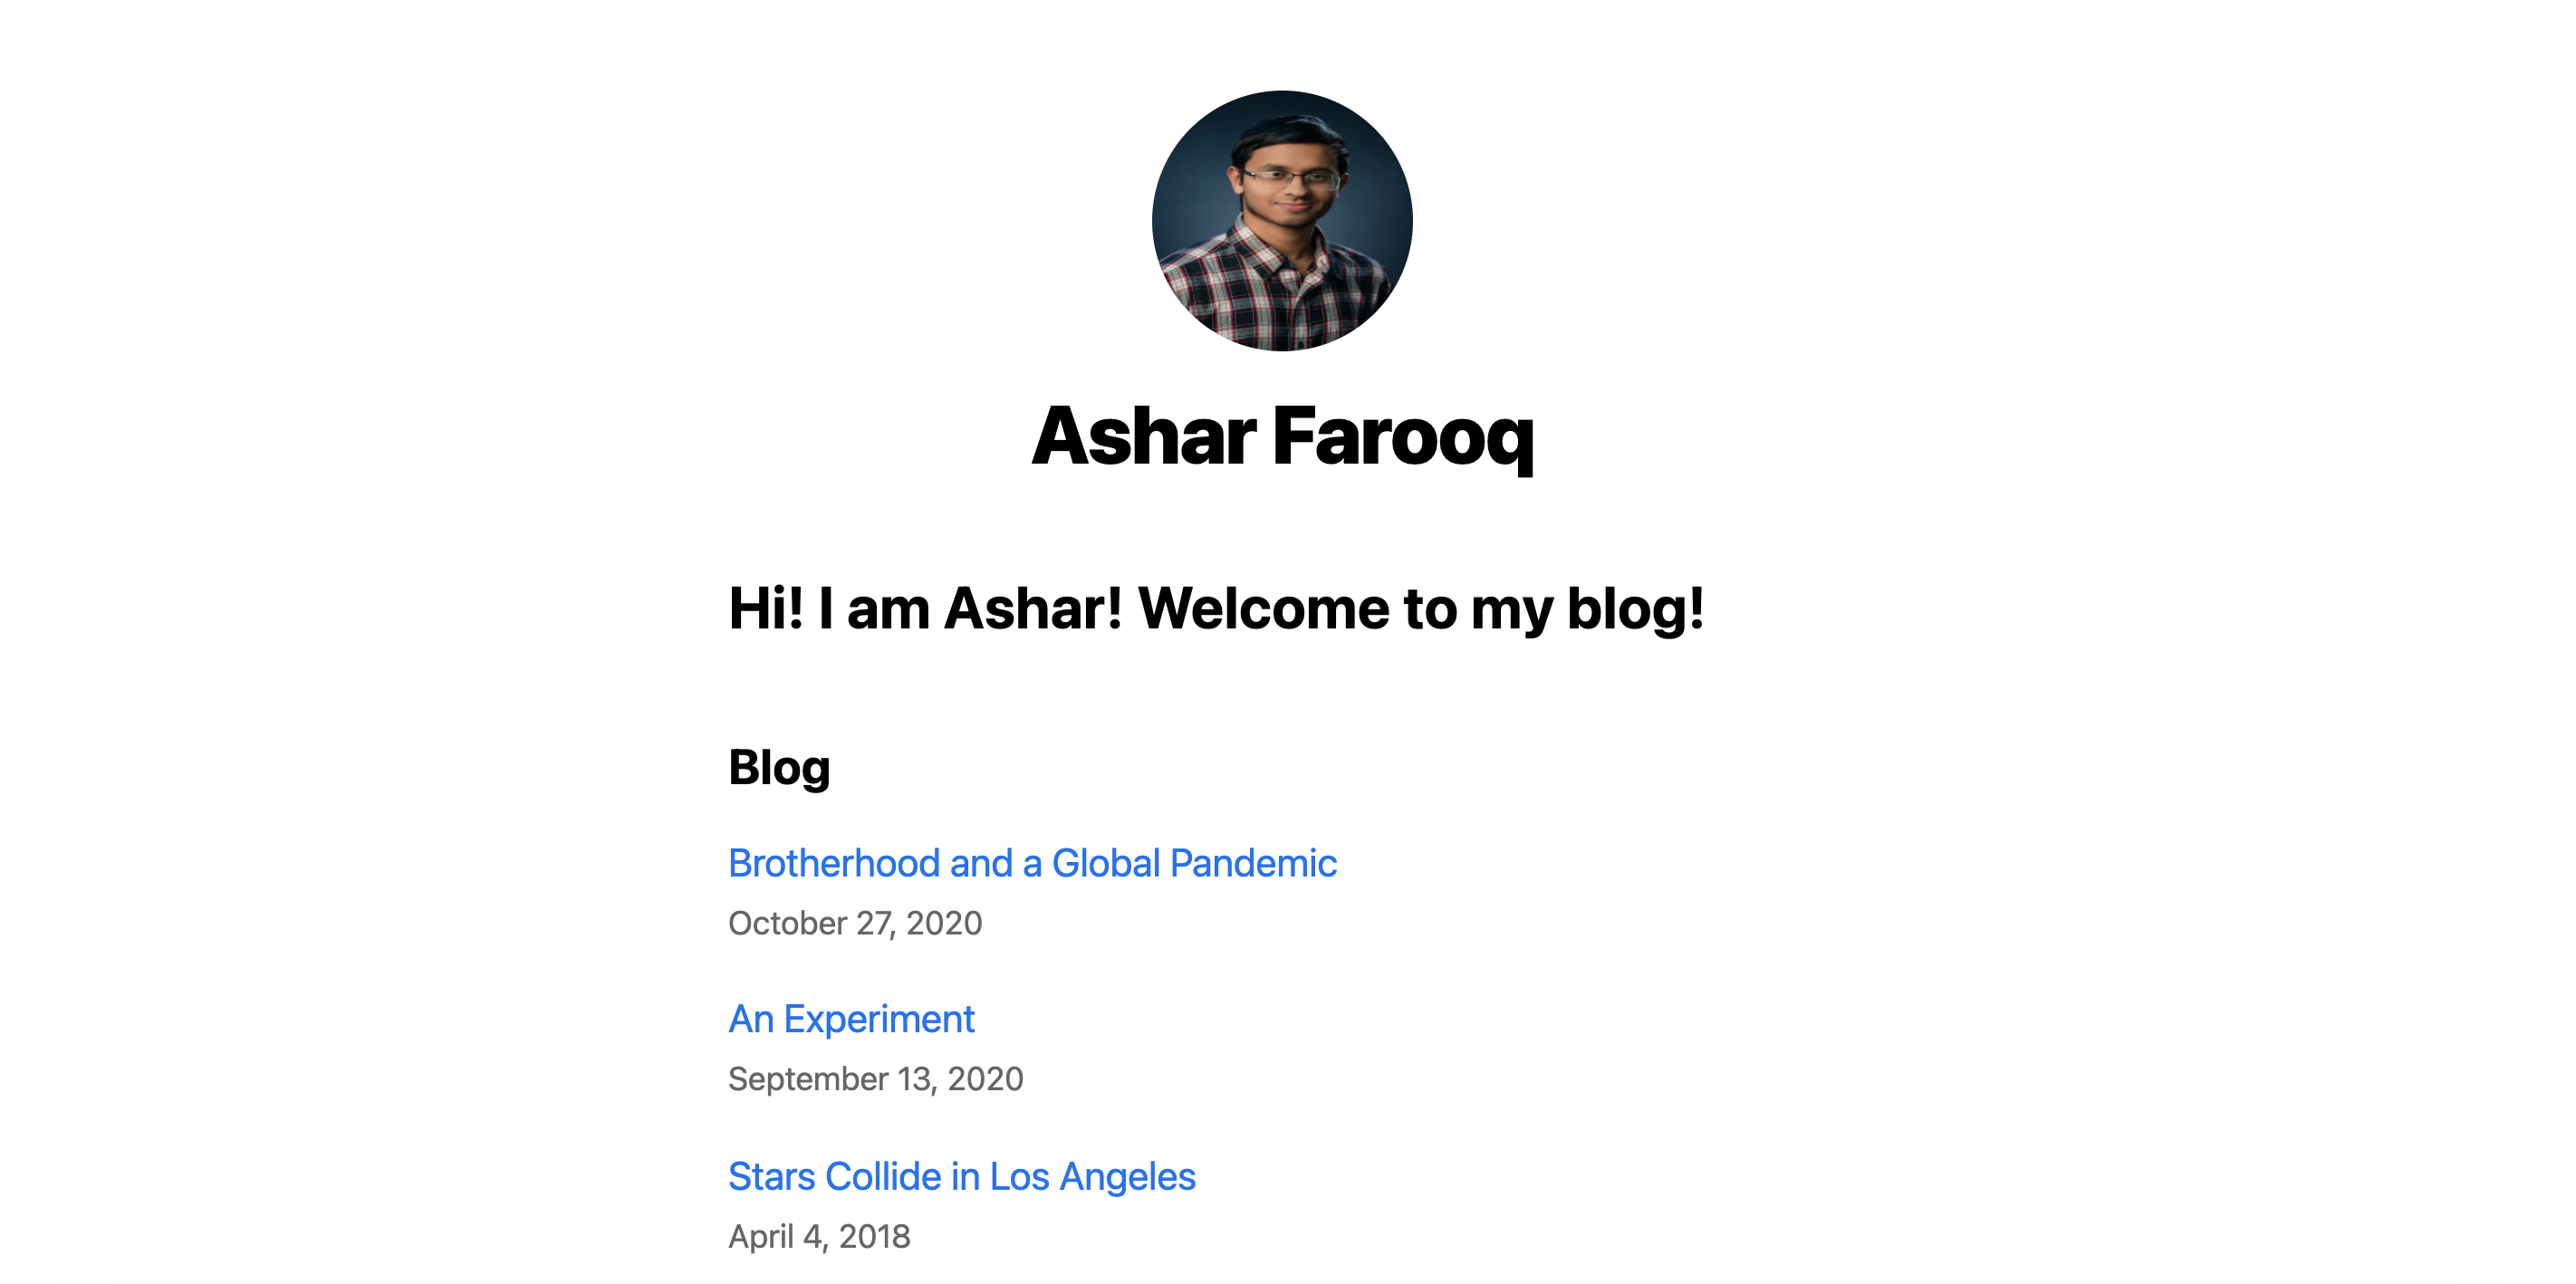 Ashar Farooq
Hi! I am Ashar! Welcome to my blog!
Blog
Brotherhood and a Global Pandemic
October 27, 2020
An Experiment
September 13, 2020
Stars Collide in Los Angeles
April 4, 2018